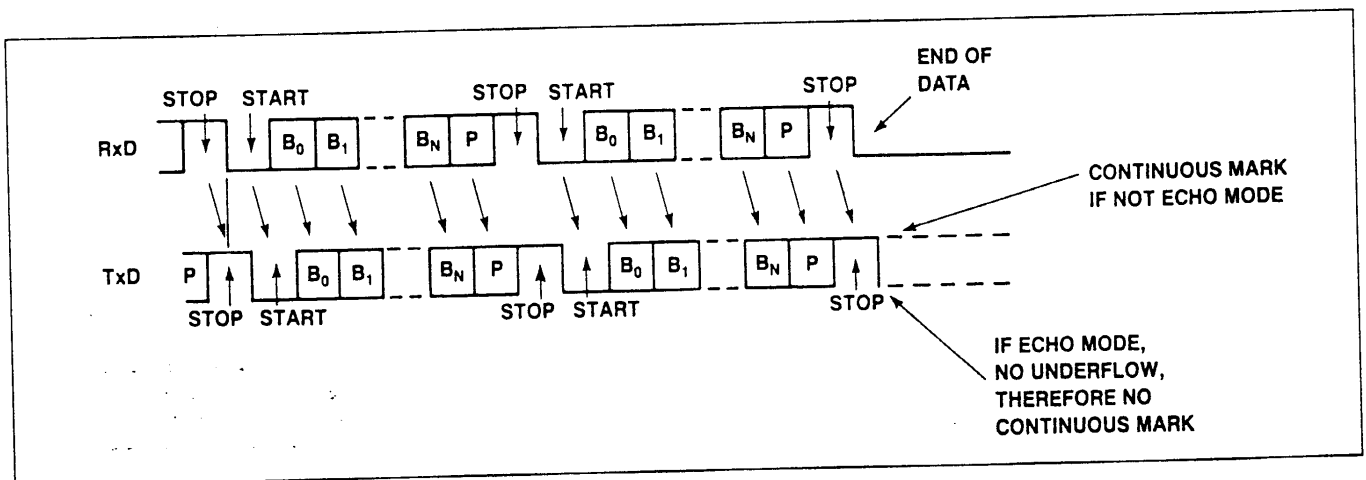 END OF
DATA
STOP START STOP START STOP
RxD B0 B1 BN P B0 B1 BN P
CONTINUOUS MARK
IF NOT ECHO MODE
TxD P B0 B1 BN P B0 B1 BN P
STOP START STOP START STOP
IF ECHO MODE,
NO UNDERFLOW,
THEREFORE NO
CONTINUOUS MARK